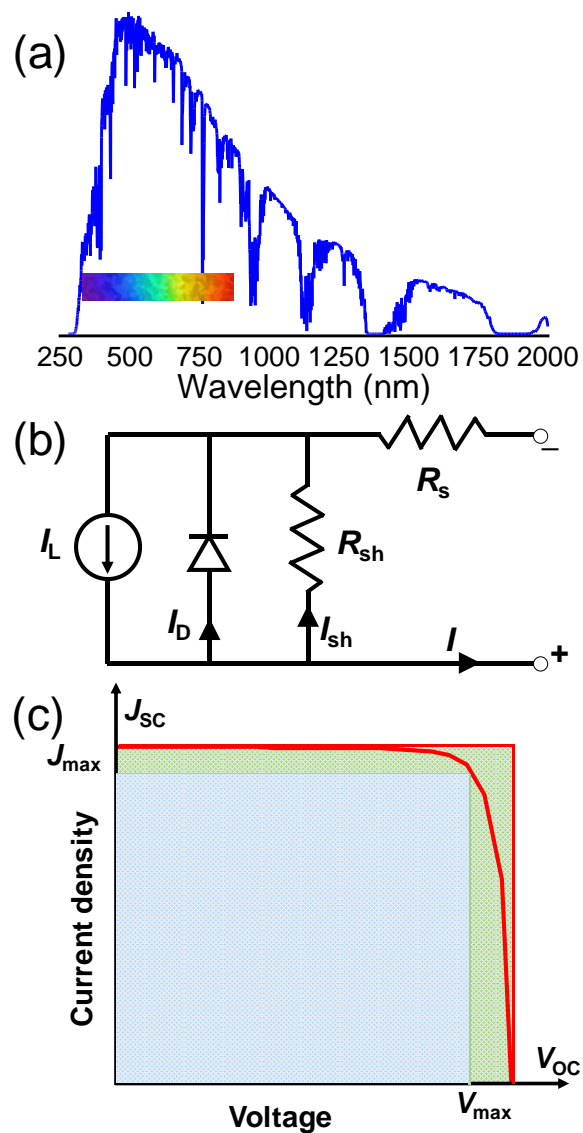 (a)
250 500 750 1000 1250 1500 1750 2000
Wavelength (nm)
(b)
−
R_s
I_L
R_sh
I_D
I_sh
I
+
(c)
J_SC
J_max
Current density
V_OC
V_max
Voltage